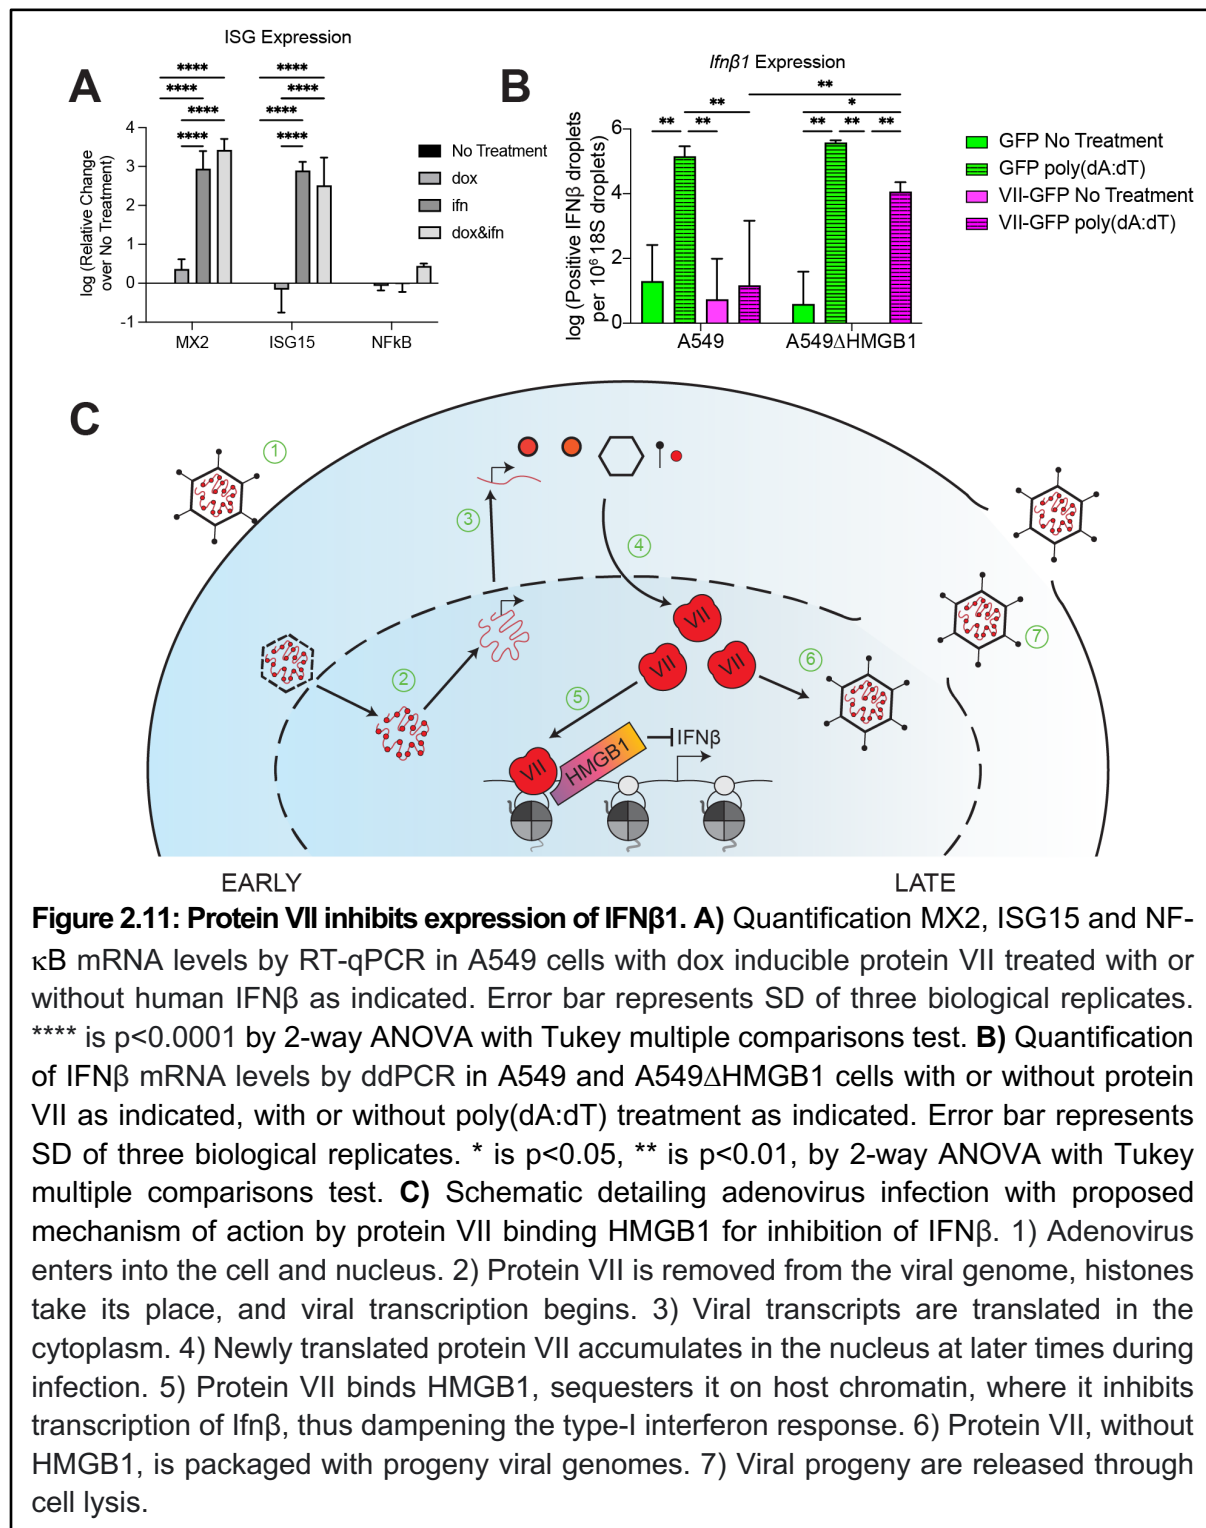 A
ISG Expression
****
****
****
****
****
****
****
****
log (Relative Change
over No Treatment)
4
3
2
1
0
-1
MX2
ISG15
NFkB
No Treatment
dox
ifn
dox&ifn
B
Ifnβ1 Expression
**
**
*
**
**
**
**
**
log (Positive IFNβ droplets
per 10⁶ 18S droplets)
6
4
2
0
A549
A549ΔHMGB1
GFP No Treatment
GFP poly(dA:dT)
VII-GFP No Treatment
VII-GFP poly(dA:dT)
C
1
3
4
VII
VII
VII
7
2
6
5
VII
HMGB1
IFNβ
EARLY
LATE
Figure 2.11: Protein VII inhibits expression of IFNβ1. A) Quantification MX2, ISG15 and NF-
κB mRNA levels by RT-qPCR in A549 cells with dox inducible protein VII treated with or
without human IFNβ as indicated. Error bar represents SD of three biological replicates.
**** is p<0.0001 by 2-way ANOVA with Tukey multiple comparisons test. B) Quantification
of IFNβ mRNA levels by ddPCR in A549 and A549ΔHMGB1 cells with or without protein
VII as indicated, with or without poly(dA:dT) treatment as indicated. Error bar represents
SD of three biological replicates. * is p<0.05, ** is p<0.01, by 2-way ANOVA with Tukey
multiple comparisons test. C) Schematic detailing adenovirus infection with proposed
mechanism of action by protein VII binding HMGB1 for inhibition of IFNβ. 1) Adenovirus
enters into the cell and nucleus. 2) Protein VII is removed from the viral genome, histones
take its place, and viral transcription begins. 3) Viral transcripts are translated in the
cytoplasm. 4) Newly translated protein VII accumulates in the nucleus at later times during
infection. 5) Protein VII binds HMGB1, sequesters it on host chromatin, where it inhibits
transcription of Ifnβ, thus dampening the type-I interferon response. 6) Protein VII, without
HMGB1, is packaged with progeny viral genomes. 7) Viral progeny are released through
cell lysis.